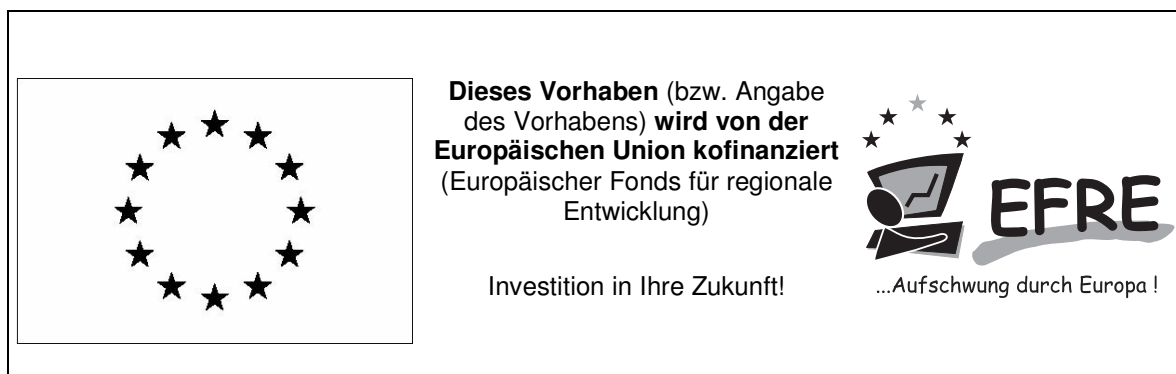 Dieses Vorhaben (bzw. Angabe
des Vorhabens) wird von der
Europäischen Union kofinanziert
(Europäischer Fonds für regionale
Entwicklung)
Investition in Ihre Zukunft!
EFRE
...Aufschwung durch Europa !